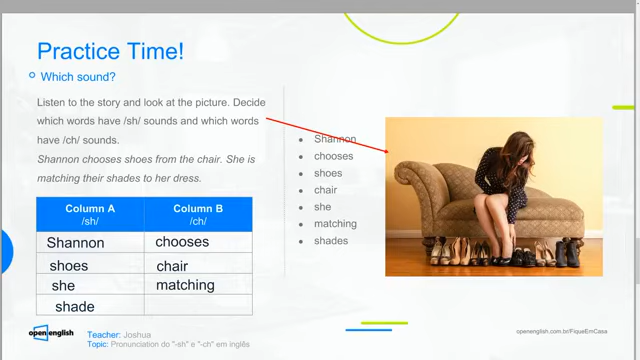 Practice Time!
Which sound?
Listen to the story and look at the picture. Decide
which words have /sh/ sounds and which words
have /ch/ sounds.
Shannon chooses shoes from the chair. She is
matching their shades to her dress.
Column A
/sh/
Column B
/ch/
Shannon
chooses
shoes
chair
she
matching
shade
Shannon
chooses
shoes
chair
she
matching
shades
openenglish
Teacher: Joshua
Topic: Pronunciation do "-sh" e "-ch" em inglês
openenglish.com.br/FiqueEmCasa